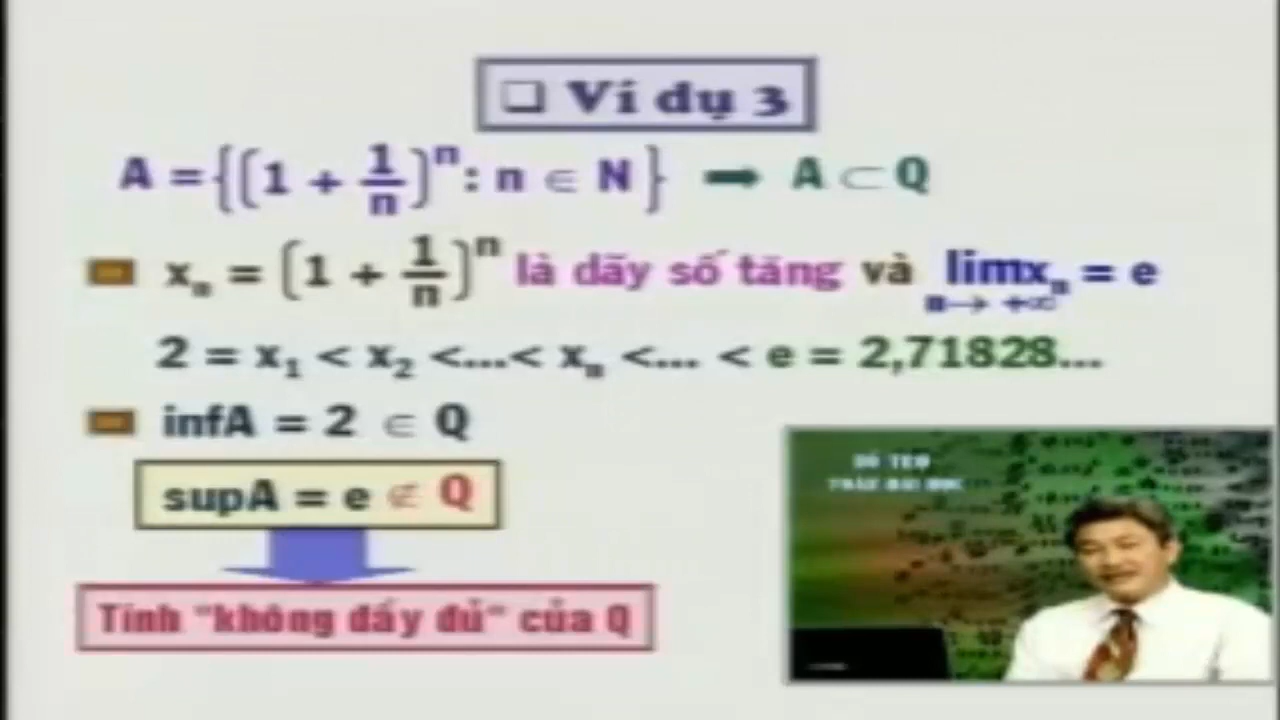 ❑ Ví dụ 3
A = {(1 + 1/n)ⁿ : n ∈ N} ➡ A ⊂ Q
xₙ = (1 + 1/n)ⁿ là dãy số tăng và lim xₙ = e
n → +∞
2 = x₁ < x₂ <...< xₙ <... < e = 2,71828...
infA = 2 ∈ Q
supA = e ∉ Q
Tính "không đầy đủ" của Q